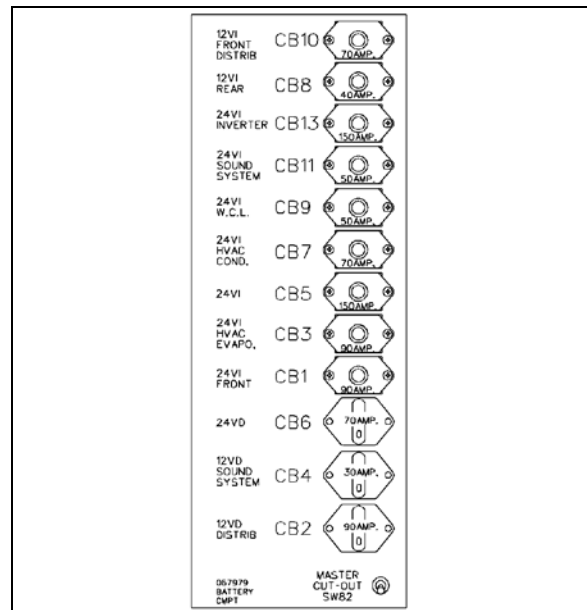 12VI
FRONT
DISTRIB
CB10
70AMP.
12VI
REAR
CB8
40AMP.
24VI
INVERTER
CB13
150AMP.
24VI
SOUND
SYSTEM
CB11
50AMP.
24VI
W.C.L.
CB9
50AMP.
24VI
HVAC
COND.
CB7
70AMP.
24VI
CB5
150AMP.
24VI
HVAC
EVAPO.
CB3
90AMP.
24VI
FRONT
CB1
90AMP.
24VD
CB6
70AMP.
0
12VD
SOUND
SYSTEM
CB4
30AMP.
0
12VD
DISTRIB
CB2
90AMP.
0
067979
BATTERY
CMPT
MASTER
CUT-OUT
SW82